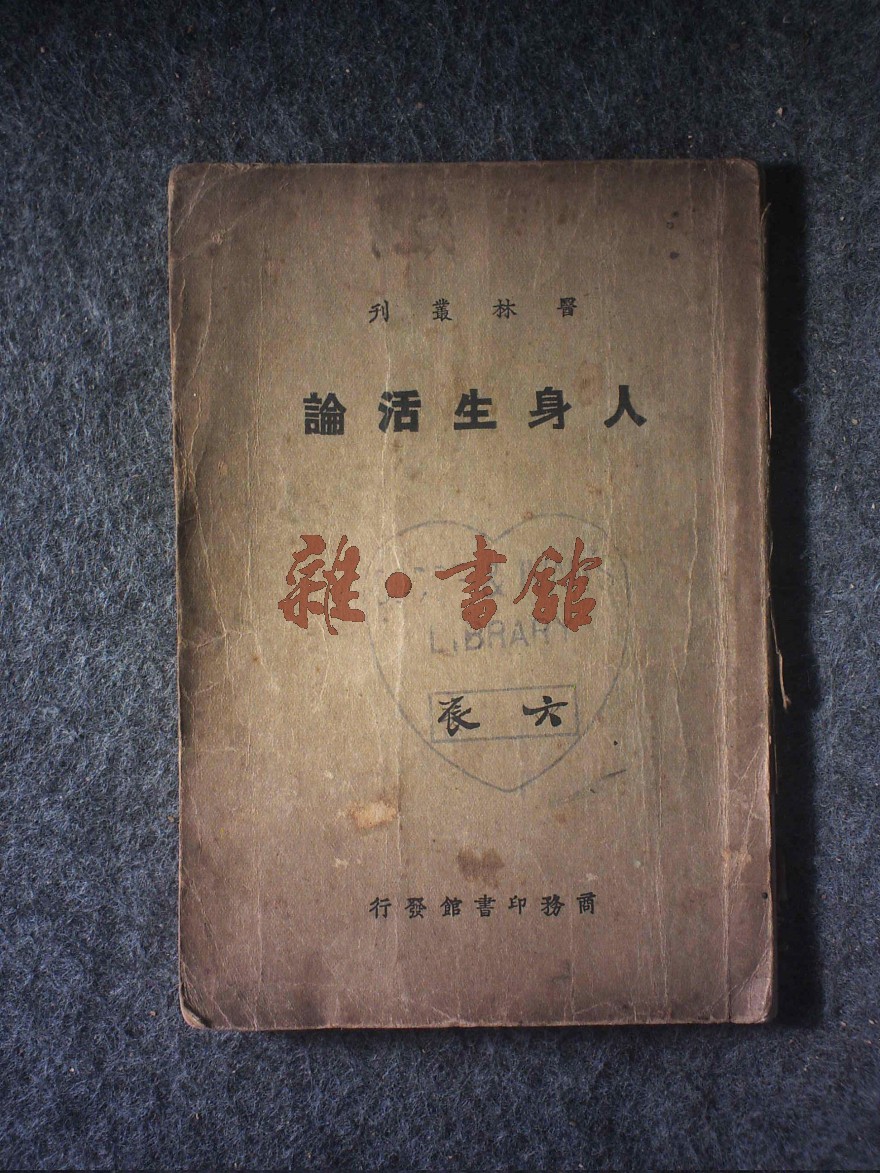 醫林叢刊
人身生活論
雜·書館
LIBRARY
六辰
商務印書館發行